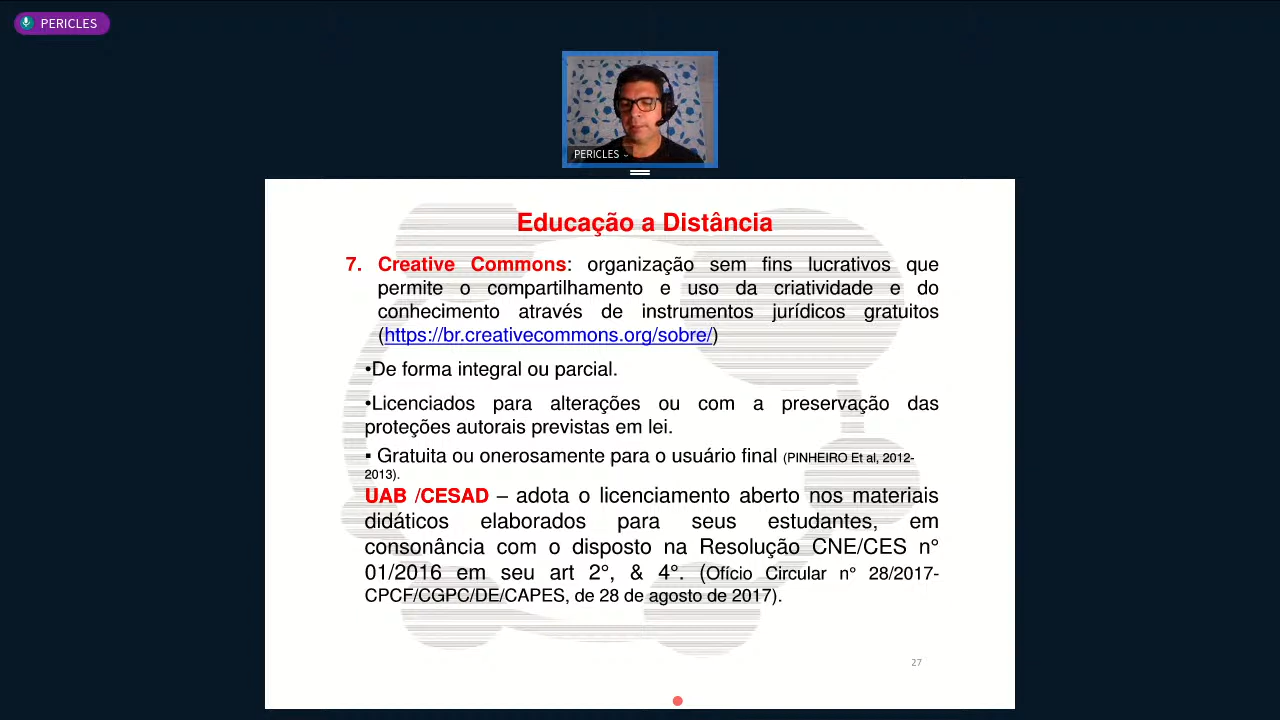 PERICLES
PERICLES
Educação a Distância
7. Creative Commons: organização sem fins lucrativos que
permite o compartilhamento e uso da criatividade e do
conhecimento através de instrumentos jurídicos gratuitos
(https://br.creativecommons.org/sobre/)
•De forma integral ou parcial.
•Licenciados para alterações ou com a preservação das
proteções autorais previstas em lei.
▪ Gratuita ou onerosamente para o usuário final (PINHEIRO Et al, 2012-
2013).
UAB /CESAD – adota o licenciamento aberto nos materiais
didáticos elaborados para seus estudantes, em
consonância com o disposto na Resolução CNE/CES n°
01/2016 em seu art 2°, & 4°. (Ofício Circular n° 28/2017-
CPCF/CGPC/DE/CAPES, de 28 de agosto de 2017).
27